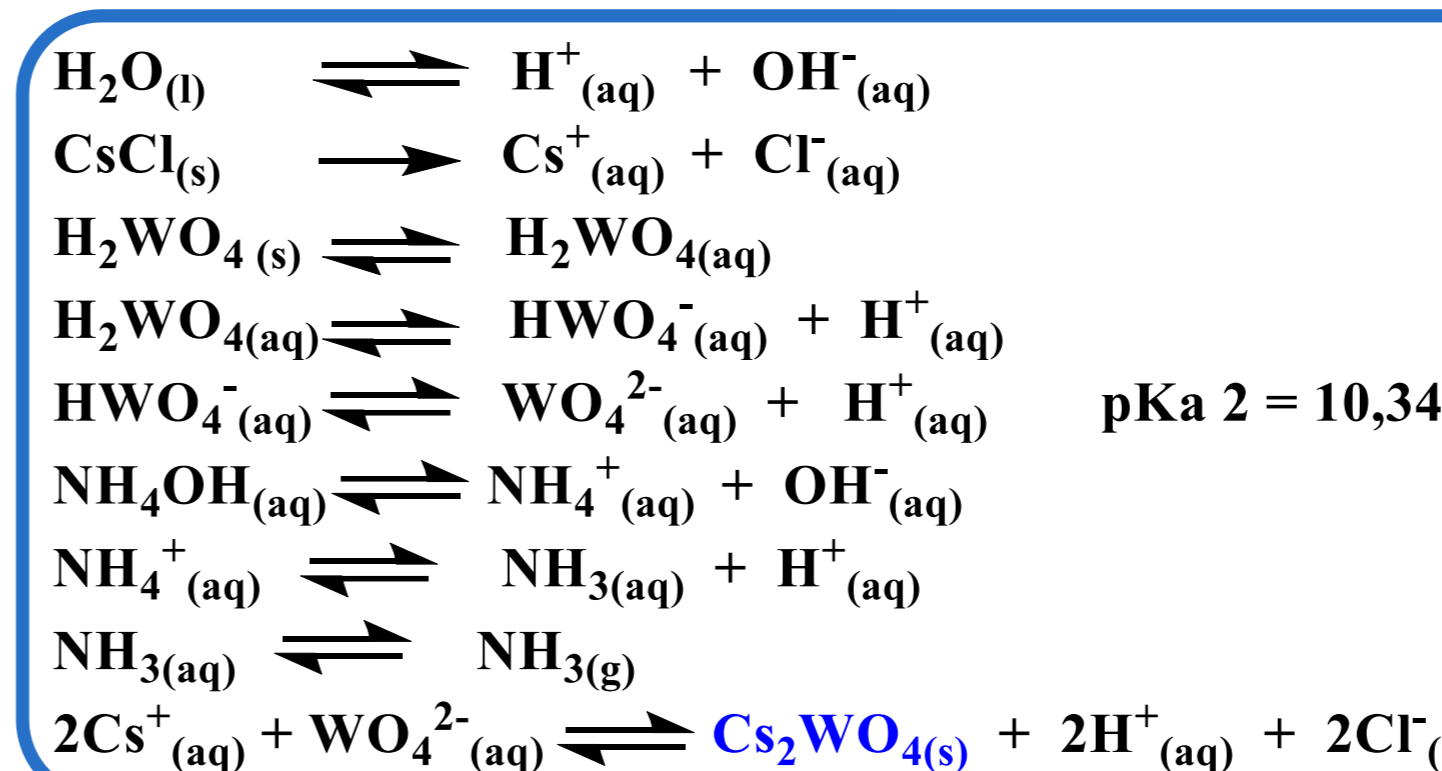 H₂O₍ₗ₎ ⇌ H⁺₍aq₎ + OH⁻₍aq₎
CsCl₍s₎ → Cs⁺₍aq₎ + Cl⁻₍aq₎
H₂WO₄ ₍s₎ ⇌ H₂WO₄₍aq₎
H₂WO₄₍aq₎ ⇌ HWO₄⁻₍aq₎ + H⁺₍aq₎
HWO₄⁻₍aq₎ ⇌ WO₄²⁻₍aq₎ + H⁺₍aq₎ pKa 2 = 10,34
NH₄OH₍aq₎ ⇌ NH₄⁺₍aq₎ + OH⁻₍aq₎
NH₄⁺₍aq₎ ⇌ NH₃₍aq₎ + H⁺₍aq₎
NH₃₍aq₎ ⇌ NH₃₍g₎
2Cs⁺₍aq₎ + WO₄²⁻₍aq₎ ⇌ Cs₂WO₄₍s₎ + 2H⁺₍aq₎ + 2Cl⁻₍